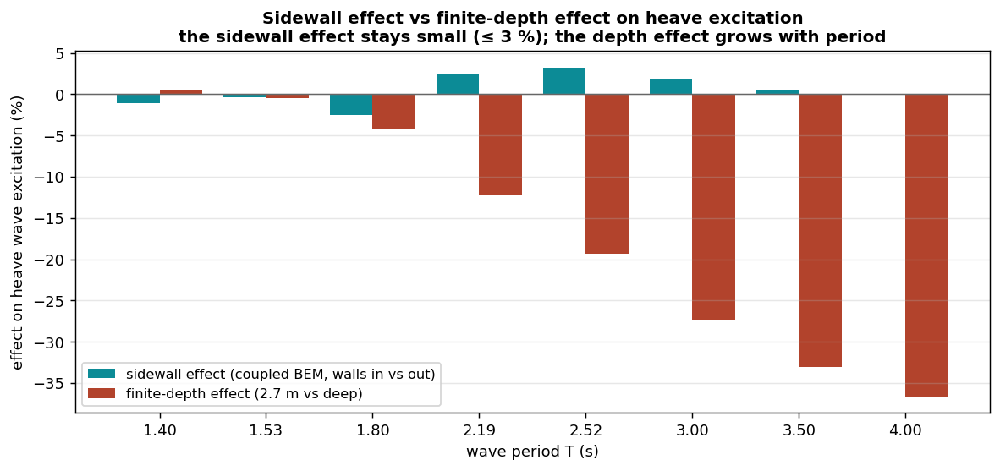 Sidewall effect vs finite-depth effect on heave excitation
the sidewall effect stays small (≤ 3 %); the depth effect grows with period
effect on heave wave excitation (%)
5
0
−5
−10
−15
−20
−25
−30
−35
sidewall effect (coupled BEM, walls in vs out)
finite-depth effect (2.7 m vs deep)
1.40 1.53 1.80 2.19 2.52 3.00 3.50 4.00
wave period T (s)